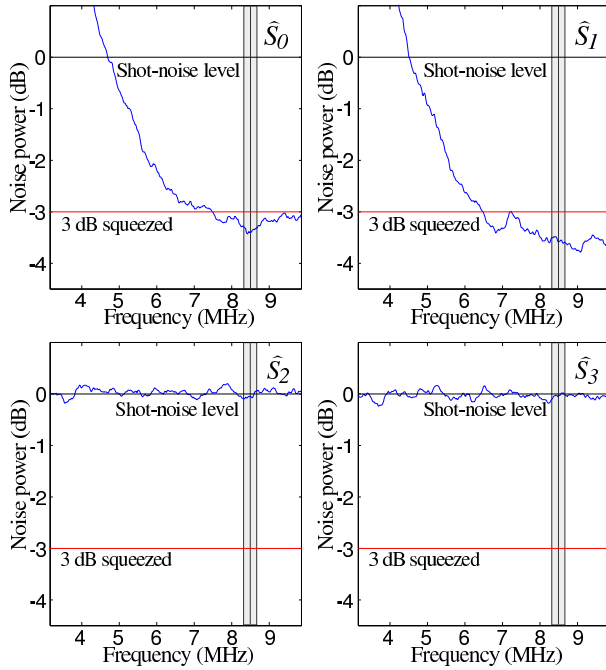 Ŝ0
Noise power (dB)
0
-1
-2
-3
-4
Shot-noise level
3 dB squeezed
4 5 6 7 8 9
Frequency (MHz)
Ŝ1
Noise power (dB)
0
-1
-2
-3
-4
Shot-noise level
3 dB squeezed
4 5 6 7 8 9
Frequency (MHz)
Ŝ2
Noise power (dB)
0
-1
-2
-3
-4
Shot-noise level
3 dB squeezed
4 5 6 7 8 9
Frequency (MHz)
Ŝ3
Noise power (dB)
0
-1
-2
-3
-4
Shot-noise level
3 dB squeezed
4 5 6 7 8 9
Frequency (MHz)